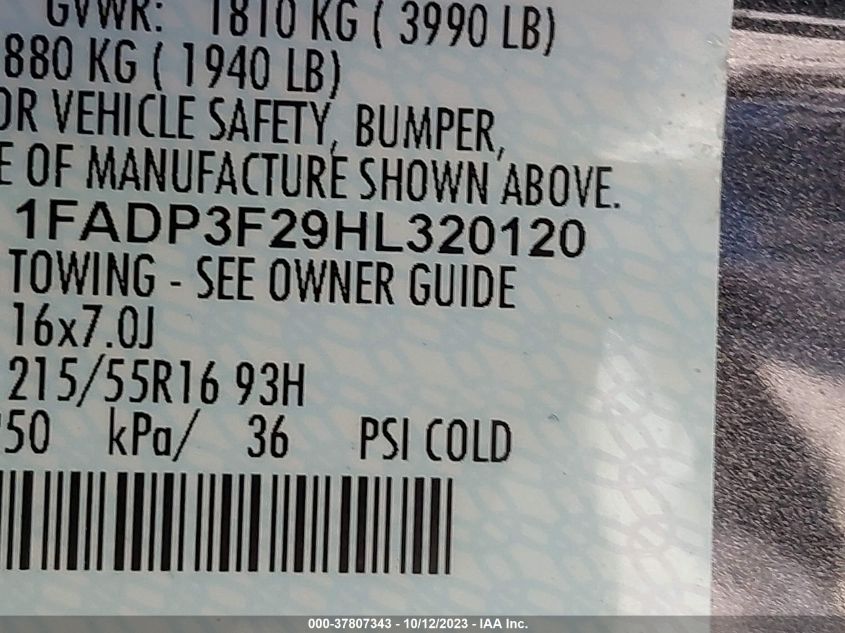 GVWR: 1810 KG ( 3990 LB)
880 KG ( 1940 LB)
OR VEHICLE SAFETY, BUMPER,
E OF MANUFACTURE SHOWN ABOVE.
1FADP3F29HL320120
TOWING - SEE OWNER GUIDE
16x7.0J
215/55R16 93H
250 kPa/ 36 PSI COLD
000-37807343 - 10/12/2023 - IAA Inc.